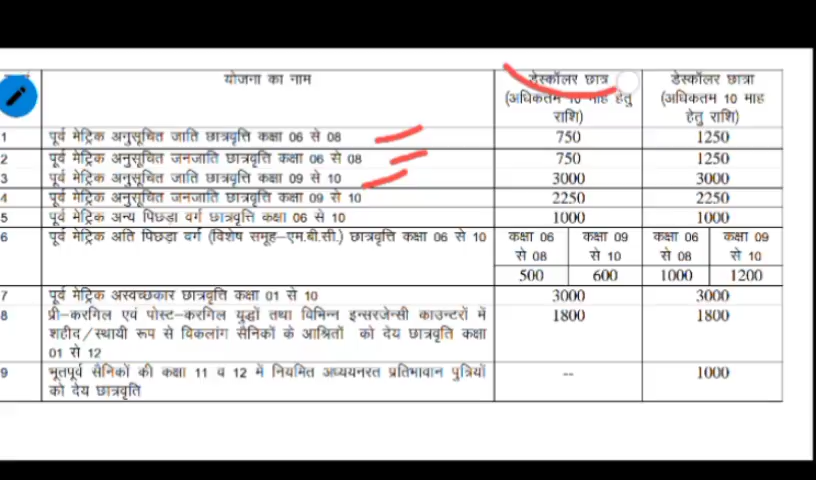 योजना का नाम डेस्कॉलर छात्र डेस्कॉलर छात्रा
(अधिकतम 10 माह हेतु (अधिकतम 10 माह
राशि) हेतु राशि)
1 पूर्व मेट्रिक अनुसूचित जाति छात्रवृत्ति कक्षा 06 से 08 750 1250
2 पूर्व मेट्रिक अनुसूचित जनजाति छात्रवृत्ति कक्षा 06 से 08 750 1250
3 पूर्व मेट्रिक अनुसूचित जाति छात्रवृत्ति कक्षा 09 से 10 3000 3000
4 पूर्व मेट्रिक अनुसूचित जनजाति छात्रवृत्ति कक्षा 09 से 10 2250 2250
5 पूर्व मेट्रिक अन्य पिछड़ा वर्ग छात्रवृत्ति कक्षा 06 से 10 1000 1000
6 पूर्व मेट्रिक अति पिछड़ा वर्ग (विशेष समूह–एम.बी.सी.) छात्रवृत्ति कक्षा 06 से 10 कक्षा 06 कक्षा 09 कक्षा 06 कक्षा 09
से 08 से 10 से 08 से 10
500 600 1000 1200
7 पूर्व मेट्रिक अस्वच्छकार छात्रवृत्ति कक्षा 01 से 10 3000 3000
8 प्री–करगिल एवं पोस्ट–करगिल युद्धों तथा विभिन्न इन्सरजेन्सी काउन्टरों में 1800 1800
शहीद/स्थायी रूप से विकलांग सैनिकों के आश्रितों को देय छात्रवृति कक्षा
01 से 12
9 भूतपूर्व सैनिकों की कक्षा 11 व 12 में नियमित अध्ययनरत प्रतिभावान पुत्रियों -- 1000
को देय छात्रवृति